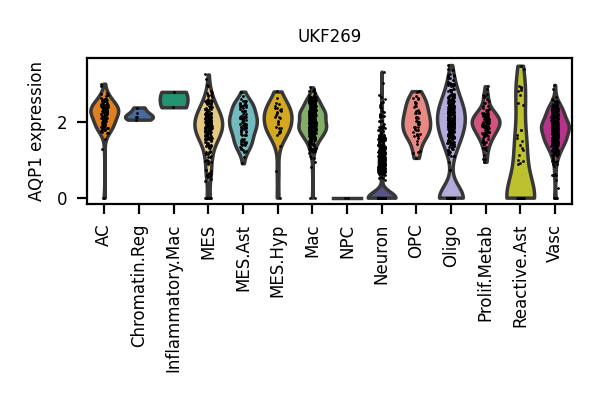 UKF269
AQP1 expression
2
0
AC
Chromatin.Reg
Inflammatory.Mac
MES
MES.Ast
MES.Hyp
Mac
NPC
Neuron
OPC
Oligo
Prolif.Metab
Reactive.Ast
Vasc